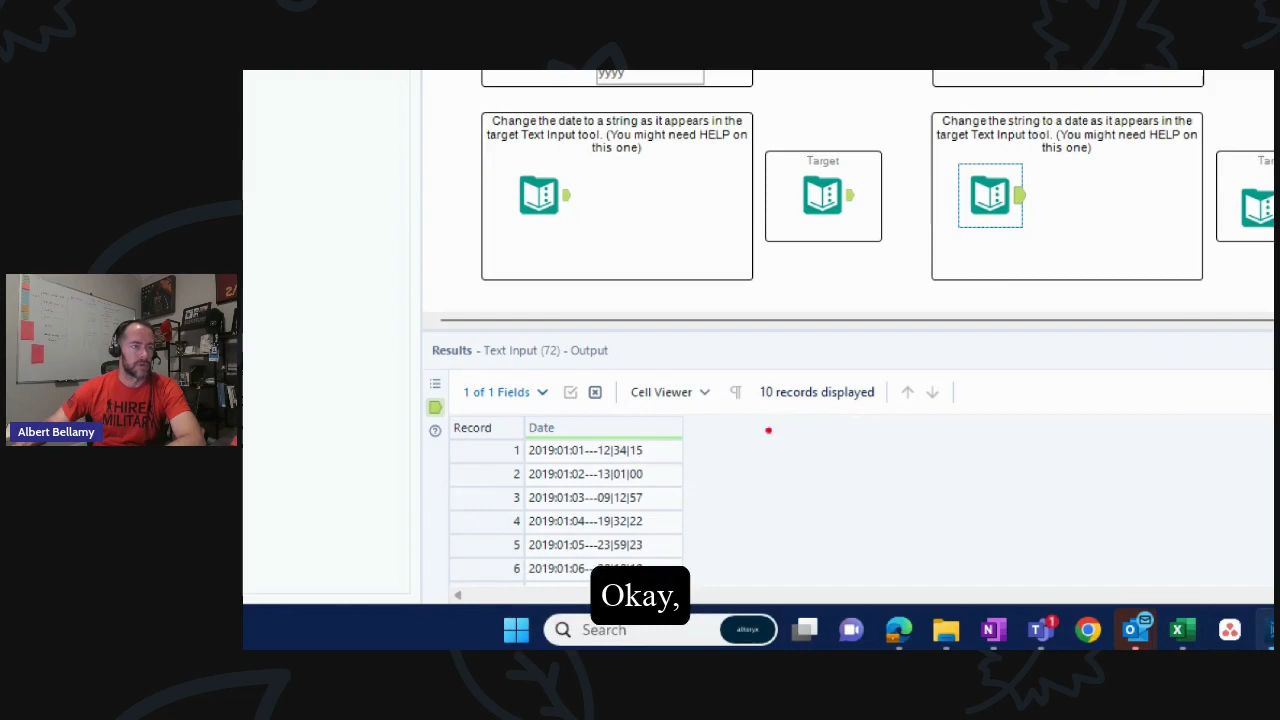 yyyy
Change the date to a string as it appears in the
target Text Input tool. (You might need HELP on
this one)
Target
Change the string to a date as it appears in the
target Text Input tool. (You might need HELP on
this one)
Tar
Results - Text Input (72) - Output
1 of 1 Fields
Cell Viewer
10 records displayed
Record Date
1 2019:01:01---12|34|15
2 2019:01:02---13|01|00
3 2019:01:03---09|12|57
4 2019:01:04---19|32|22
5 2019:01:05---23|59|23
6 2019:01:06--
Okay,
HIRE
MILITARY
Albert Bellamy
Search
alteryx
1